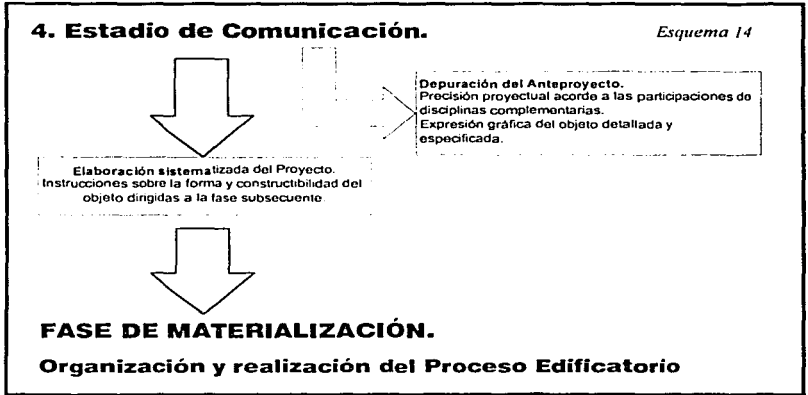 4. Estadio de Comunicación.
Esquema 14
Depuración del Anteproyecto.
Precisión proyectual acorde a las participaciones de
disciplinas complementarias.
Expresión gráfica del objeto detallada y
especificada.
Elaboración sistematizada del Proyecto.
Instrucciones sobre la forma y constructibilidad del
objeto dirigidas a la fase subsecuente.
FASE DE MATERIALIZACIÓN.
Organización y realización del Proceso Edificatorio